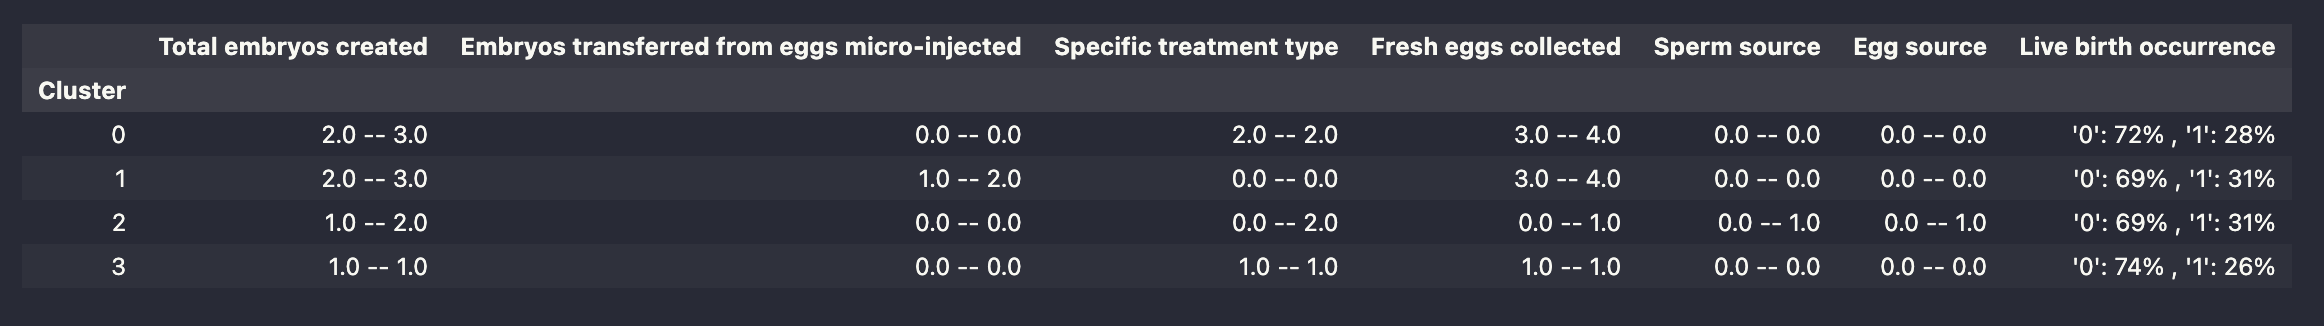 Total embryos created Embryos transferred from eggs micro-injected Specific treatment type Fresh eggs collected Sperm source Egg source Live birth occurrence
Cluster
0 2.0 -- 3.0 0.0 -- 0.0 2.0 -- 2.0 3.0 -- 4.0 0.0 -- 0.0 0.0 -- 0.0 '0': 72% , '1': 28%
1 2.0 -- 3.0 1.0 -- 2.0 0.0 -- 0.0 3.0 -- 4.0 0.0 -- 0.0 0.0 -- 0.0 '0': 69% , '1': 31%
2 1.0 -- 2.0 0.0 -- 0.0 0.0 -- 2.0 0.0 -- 1.0 0.0 -- 1.0 0.0 -- 1.0 '0': 69% , '1': 31%
3 1.0 -- 1.0 0.0 -- 0.0 1.0 -- 1.0 1.0 -- 1.0 0.0 -- 0.0 0.0 -- 0.0 '0': 74% , '1': 26%